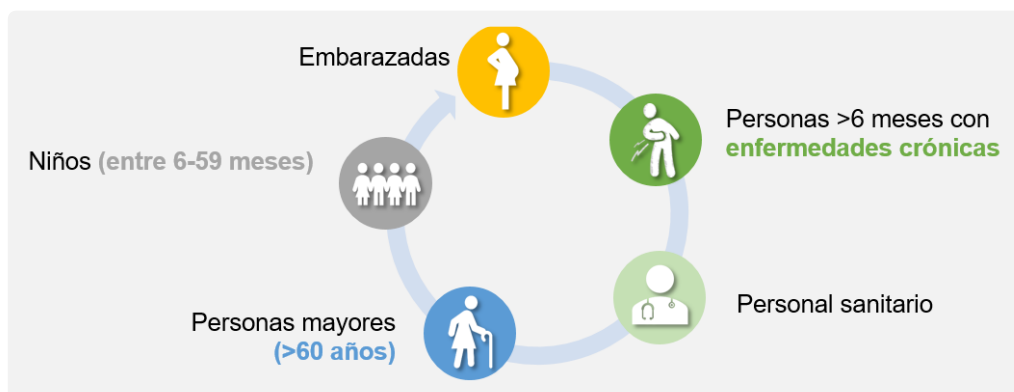 Embarazadas
Personas >6 meses con
enfermedades crónicas
Personal sanitario
Personas mayores
(>60 años)
Niños (entre 6-59 meses)